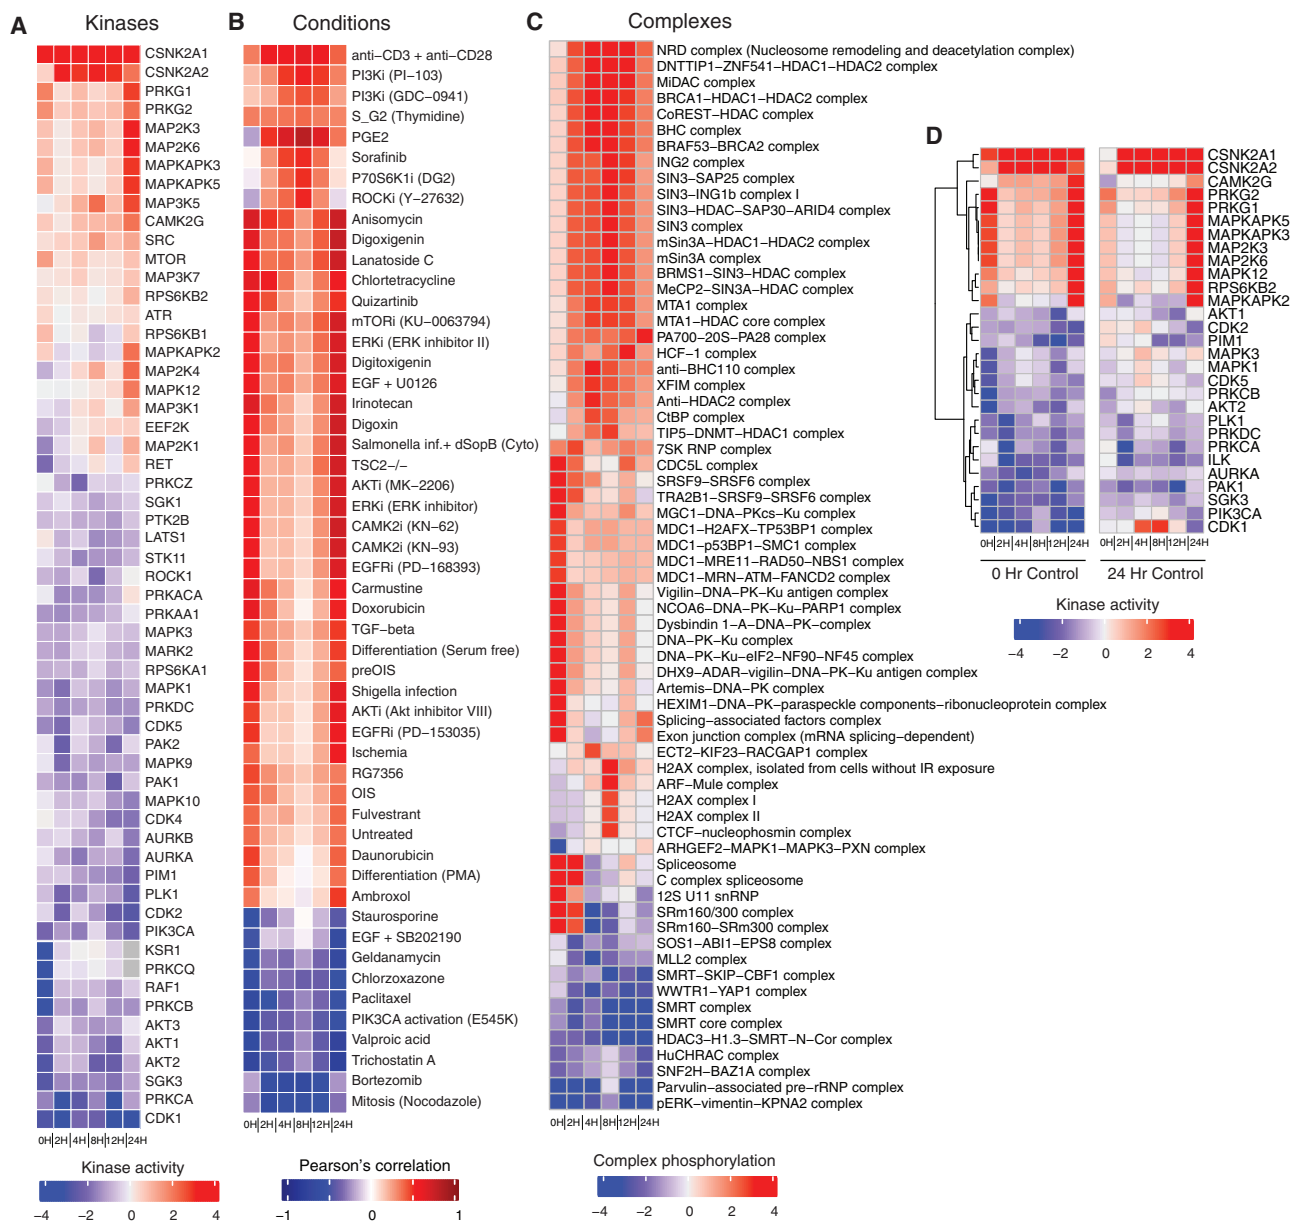 A
Kinases
CSNK2A1
CSNK2A2
PRKG1
PRKG2
MAP2K3
MAP2K6
MAPKAPK3
MAPKAPK5
MAP3K5
CAMK2G
SRC
MTOR
MAP3K7
RPS6KB2
ATR
RPS6KB1
MAPKAPK2
MAP2K4
MAPK12
MAP3K1
EEF2K
MAP2K1
RET
PRKCZ
SGK1
PTK2B
LATS1
STK11
ROCK1
PRKACA
PRKAA1
MAPK3
MARK2
RPS6KA1
MAPK1
PRKDC
CDK5
PAK2
MAPK9
PAK1
MAPK10
CDK4
AURKB
AURKA
PIM1
PLK1
CDK2
PIK3CA
KSR1
PRKCQ
RAF1
PRKCB
AKT3
AKT1
AKT2
SGK3
PRKCA
CDK1
0H 2H 4H 8H 12H 24H
Kinase activity
−4 −2 0 2 4
B
Conditions
anti−CD3 + anti−CD28
PI3Ki (PI−103)
PI3Ki (GDC−0941)
S_G2 (Thymidine)
PGE2
Sorafinib
P70S6K1i (DG2)
ROCKi (Y−27632)
Anisomycin
Digoxigenin
Lanatoside C
Chlortetracycline
Quizartinib
mTORi (KU−0063794)
ERKi (ERK inhibitor II)
Digitoxigenin
EGF + U0126
Irinotecan
Digoxin
Salmonella inf.+ dSopB (Cyto)
TSC2−/−
AKTi (MK−2206)
ERKi (ERK inhibitor)
CAMK2i (KN−62)
CAMK2i (KN−93)
EGFRi (PD−168393)
Carmustine
Doxorubicin
TGF−beta
Differentiation (Serum free)
preOIS
Shigella infection
AKTi (Akt inhibitor VIII)
EGFRi (PD−153035)
Ischemia
RG7356
OIS
Fulvestrant
Untreated
Daunorubicin
Differentiation (PMA)
Ambroxol
Staurosporine
EGF + SB202190
Geldanamycin
Chlorzoxazone
Paclitaxel
PIK3CA activation (E545K)
Valproic acid
Trichostatin A
Bortezomib
Mitosis (Nocodazole)
0H 2H 4H 8H 12H 24H
Pearson's correlation
−1 0 1
C
Complexes
NRD complex (Nucleosome remodeling and deacetylation complex)
DNTTIP1−ZNF541−HDAC1−HDAC2 complex
MiDAC complex
BRCA1−HDAC1−HDAC2 complex
CoREST−HDAC complex
BHC complex
BRAF53−BRCA2 complex
ING2 complex
SIN3−SAP25 complex
SIN3−ING1b complex I
SIN3−HDAC−SAP30−ARID4 complex
SIN3 complex
mSin3A−HDAC1−HDAC2 complex
mSin3A complex
BRMS1−SIN3−HDAC complex
MeCP2−SIN3A−HDAC complex
MTA1 complex
MTA1−HDAC core complex
PA700−20S−PA28 complex
HCF−1 complex
anti−BHC110 complex
XFIM complex
Anti−HDAC2 complex
CtBP complex
TIP5−DNMT−HDAC1 complex
7SK RNP complex
CDC5L complex
SRSF9−SRSF6 complex
TRA2B1−SRSF9−SRSF6 complex
MGC1−DNA−PKcs−Ku complex
MDC1−H2AFX−TP53BP1 complex
MDC1−p53BP1−SMC1 complex
MDC1−MRE11−RAD50−NBS1 complex
MDC1−MRN−ATM−FANCD2 complex
Vigilin−DNA−PK−Ku antigen complex
NCOA6−DNA−PK−Ku−PARP1 complex
Dysbindin 1−A−DNA−PK−complex
DNA−PK−Ku complex
DNA−PK−Ku−eIF2−NF90−NF45 complex
DHX9−ADAR−vigilin−DNA−PK−Ku antigen complex
Artemis−DNA−PK complex
HEXIM1−DNA−PK−paraspeckle components−ribonucleoprotein complex
Splicing−associated factors complex
Exon junction complex (mRNA splicing−dependent)
ECT2−KIF23−RACGAP1 complex
H2AX complex, isolated from cells without IR exposure
ARF−Mule complex
H2AX complex I
H2AX complex II
CTCF−nucleophosmin complex
ARHGEF2−MAPK1−MAPK3−PXN complex
Spliceosome
C complex spliceosome
12S U11 snRNP
SRm160/300 complex
SRm160−SRm300 complex
SOS1−ABI1−EPS8 complex
MLL2 complex
SMRT−SKIP−CBF1 complex
WWTR1−YAP1 complex
SMRT complex
SMRT core complex
HDAC3−H1.3−SMRT−N−Cor complex
HuCHRAC complex
SNF2H−BAZ1A complex
Parvulin−associated pre−rRNP complex
pERK−vimentin−KPNA2 complex
0H 2H 4H 8H 12H 24H
Complex phosphorylation
−4 −2 0 2 4
D
CSNK2A1
CSNK2A2
CAMK2G
PRKG2
PRKG1
MAPKAPK5
MAPKAPK3
MAP2K3
MAP2K6
MAPK12
RPS6KB2
MAPKAPK2
AKT1
CDK2
PIM1
MAPK3
MAPK1
CDK5
PRKCB
AKT2
PLK1
PRKDC
PRKCA
ILK
AURKA
PAK1
SGK3
PIK3CA
CDK1
0H 2H 4H 8H 12H 24H
0H 2H 4H 8H 12H 24H
0 Hr Control
24 Hr Control
Kinase activity
−4 −2 0 2 4